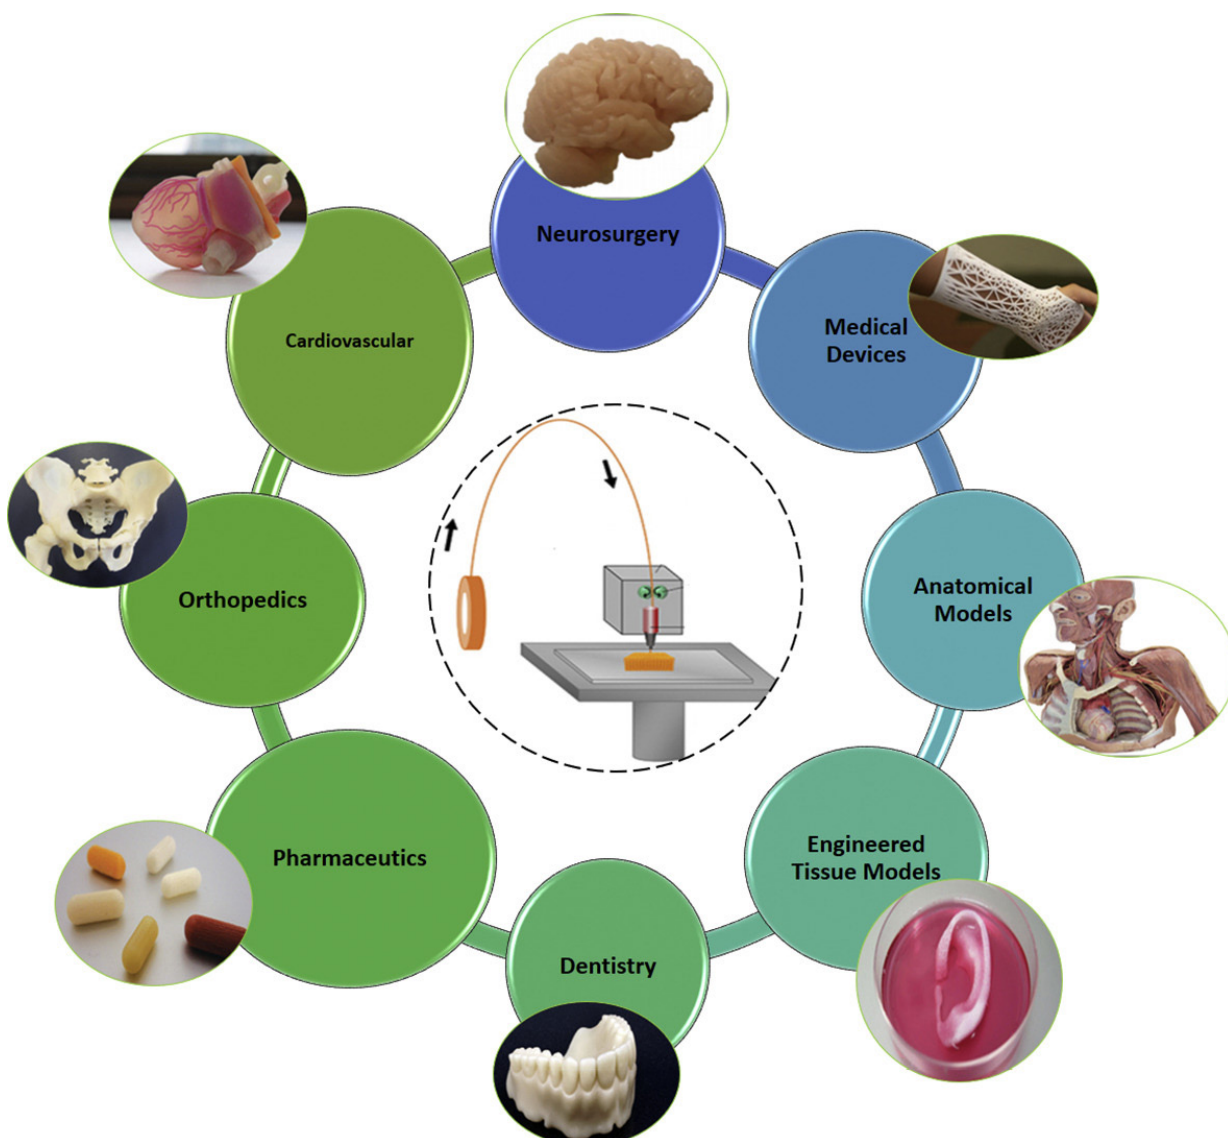 Neurosurgery
Medical
Devices
Cardiovascular
Anatomical
Models
Orthopedics
Engineered
Tissue Models
Pharmaceutics
Dentistry